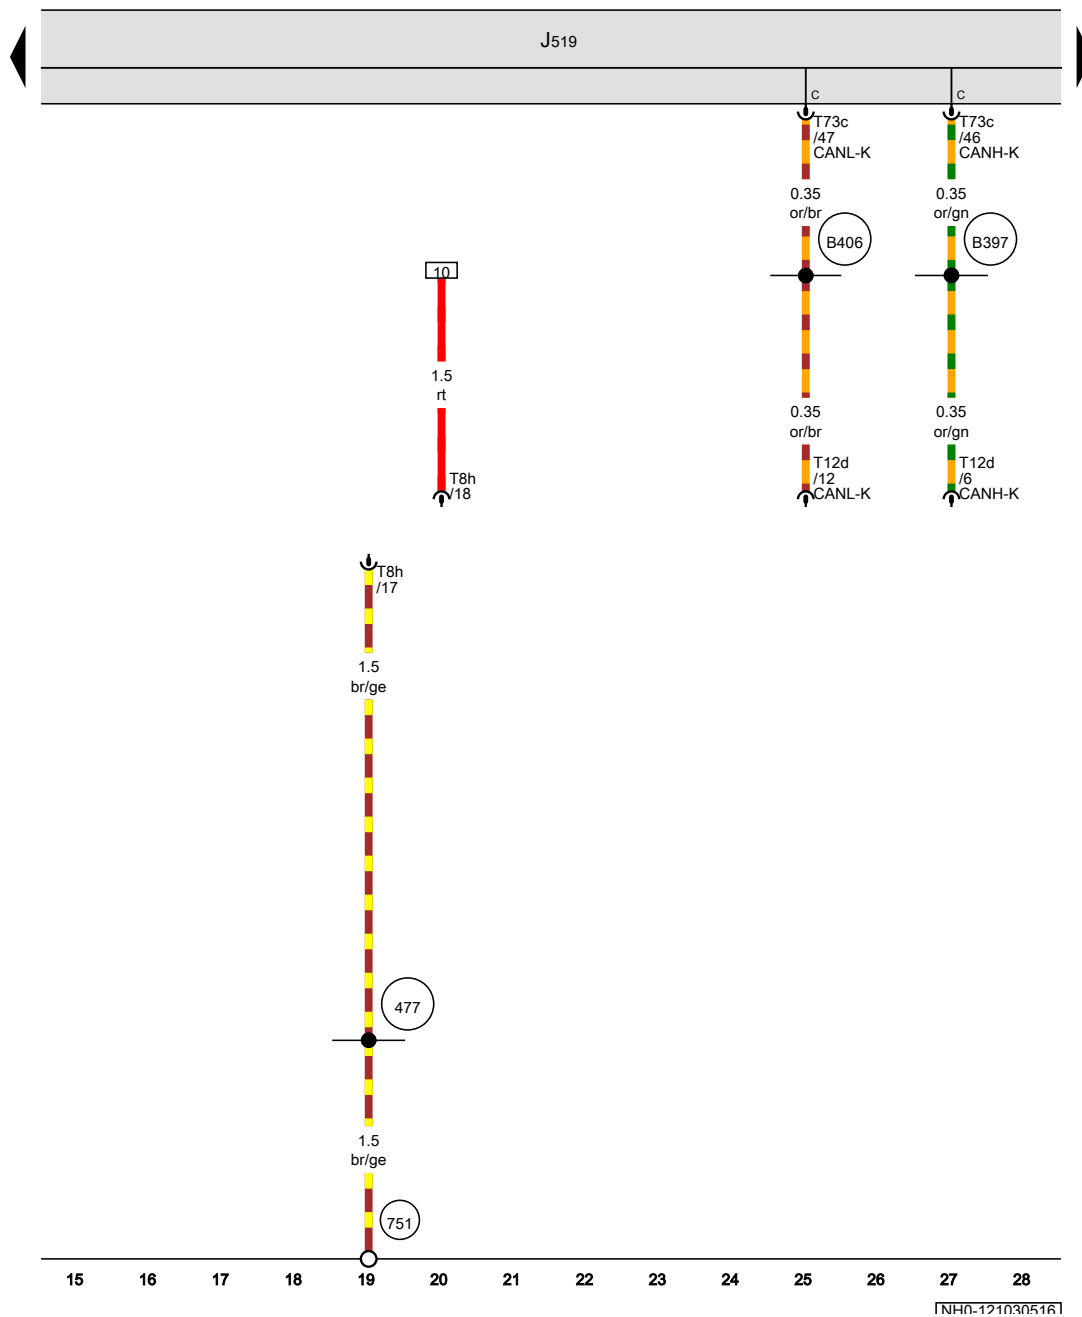 J519
C
C
T73c
/47
CANL-K
T73c
/46
CANH-K
0.35
or/br
0.35
or/gn
B406
B397
10
1.5
rt
0.35
or/br
0.35
or/gn
T8h
/18
T12d
/12
CANL-K
T12d
/6
CANH-K
T8h
/17
1.5
br/ge
477
1.5
br/ge
751
15 16 17 18 19 20 21 22 23 24 25 26 27 28
NH0-121030516